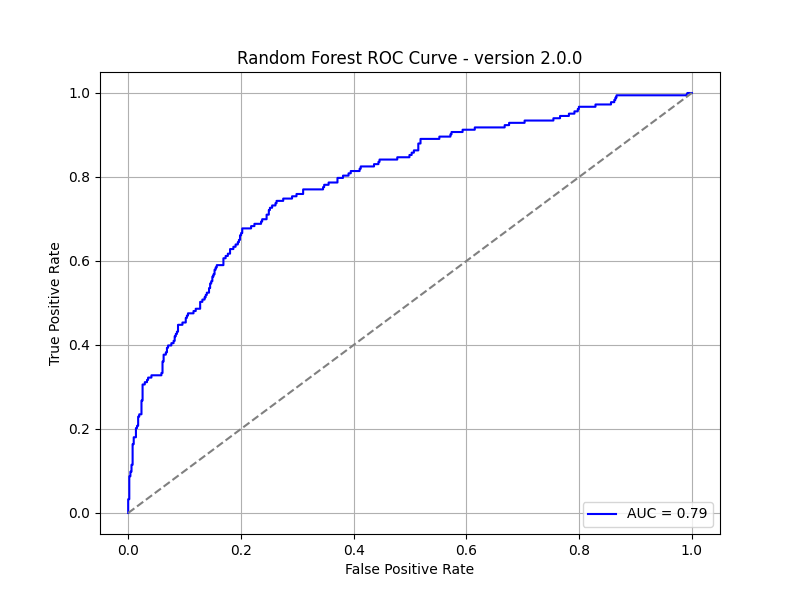 Random Forest ROC Curve - version 2.0.0
True Positive Rate
1.0
0.8
0.6
0.4
0.2
0.0
AUC = 0.79
0.0 0.2 0.4 0.6 0.8 1.0
False Positive Rate